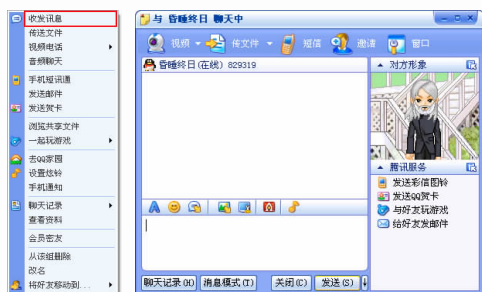 收发讯息
传送文件
视频电话
音频聊天
手机短讯通
发送邮件
发送贺卡
浏览共享文件
一起玩游戏
去QQ家园
设置炫铃
手机通知
聊天记录
查看资料
会员密友
从该组删除
改名
将好友移动到...
与 昏睡终日 聊天中
视频 传文件 短信 邀请 窗口
昏睡终日(在线) 829319
对方形象
腾讯服务
发送彩信图铃
发送QQ贺卡
与好友玩游戏
给好友发邮件
聊天记录(H) 消息模式(T) 关闭(C) 发送(S)